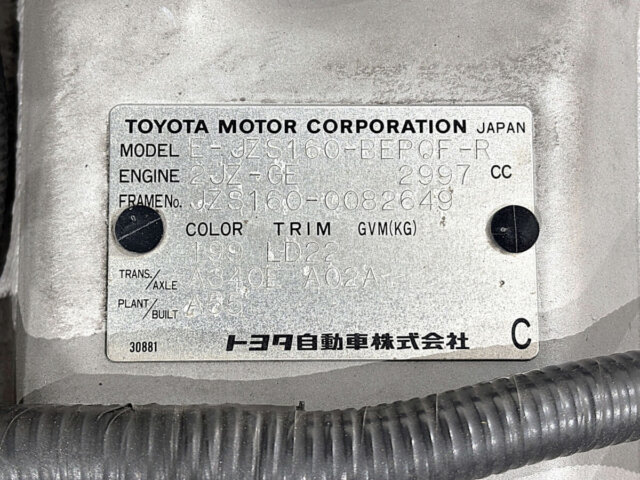 TOYOTA MOTOR CORPORATION JAPAN
MODEL E-JZS160-BEPQF-R
ENGINE 2JZ-GE 2997 CC
FRAME No. JZS160-0082649
COLOR TRIM GVM(KG)
199 LD22
TRANS./AXLE A340E A02A
PLANT/BUILT
30881 トヨタ自動車株式会社 C